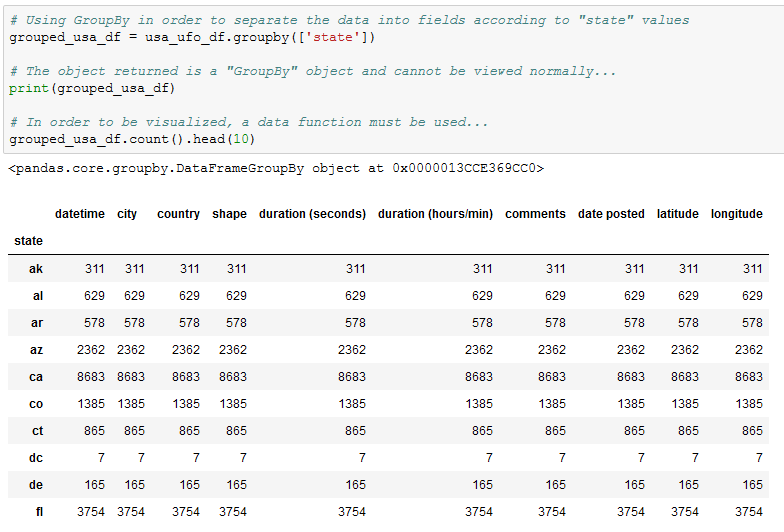 # Using GroupBy in order to separate the data into fields according to "state" values
grouped_usa_df = usa_ufo_df.groupby(['state'])
# The object returned is a "GroupBy" object and cannot be viewed normally...
print(grouped_usa_df)
# In order to be visualized, a data function must be used...
grouped_usa_df.count().head(10)
<pandas.core.groupby.DataFrameGroupBy object at 0x0000013CCE369CC0>
datetime city country shape duration (seconds) duration (hours/min) comments date posted latitude longitude
state
ak 311 311 311 311 311 311 311 311 311 311
al 629 629 629 629 629 629 629 629 629 629
ar 578 578 578 578 578 578 578 578 578 578
az 2362 2362 2362 2362 2362 2362 2362 2362 2362 2362
ca 8683 8683 8683 8683 8683 8683 8683 8683 8683 8683
co 1385 1385 1385 1385 1385 1385 1385 1385 1385 1385
ct 865 865 865 865 865 865 865 865 865 865
dc 7 7 7 7 7 7 7 7 7 7
de 165 165 165 165 165 165 165 165 165 165
fl 3754 3754 3754 3754 3754 3754 3754 3754 3754 3754